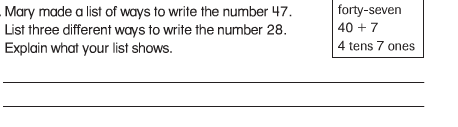 Mary made a list of ways to write the number 47.
List three different ways to write the number 28.
Explain what your list shows.
forty-seven
40 + 7
4 tens 7 ones